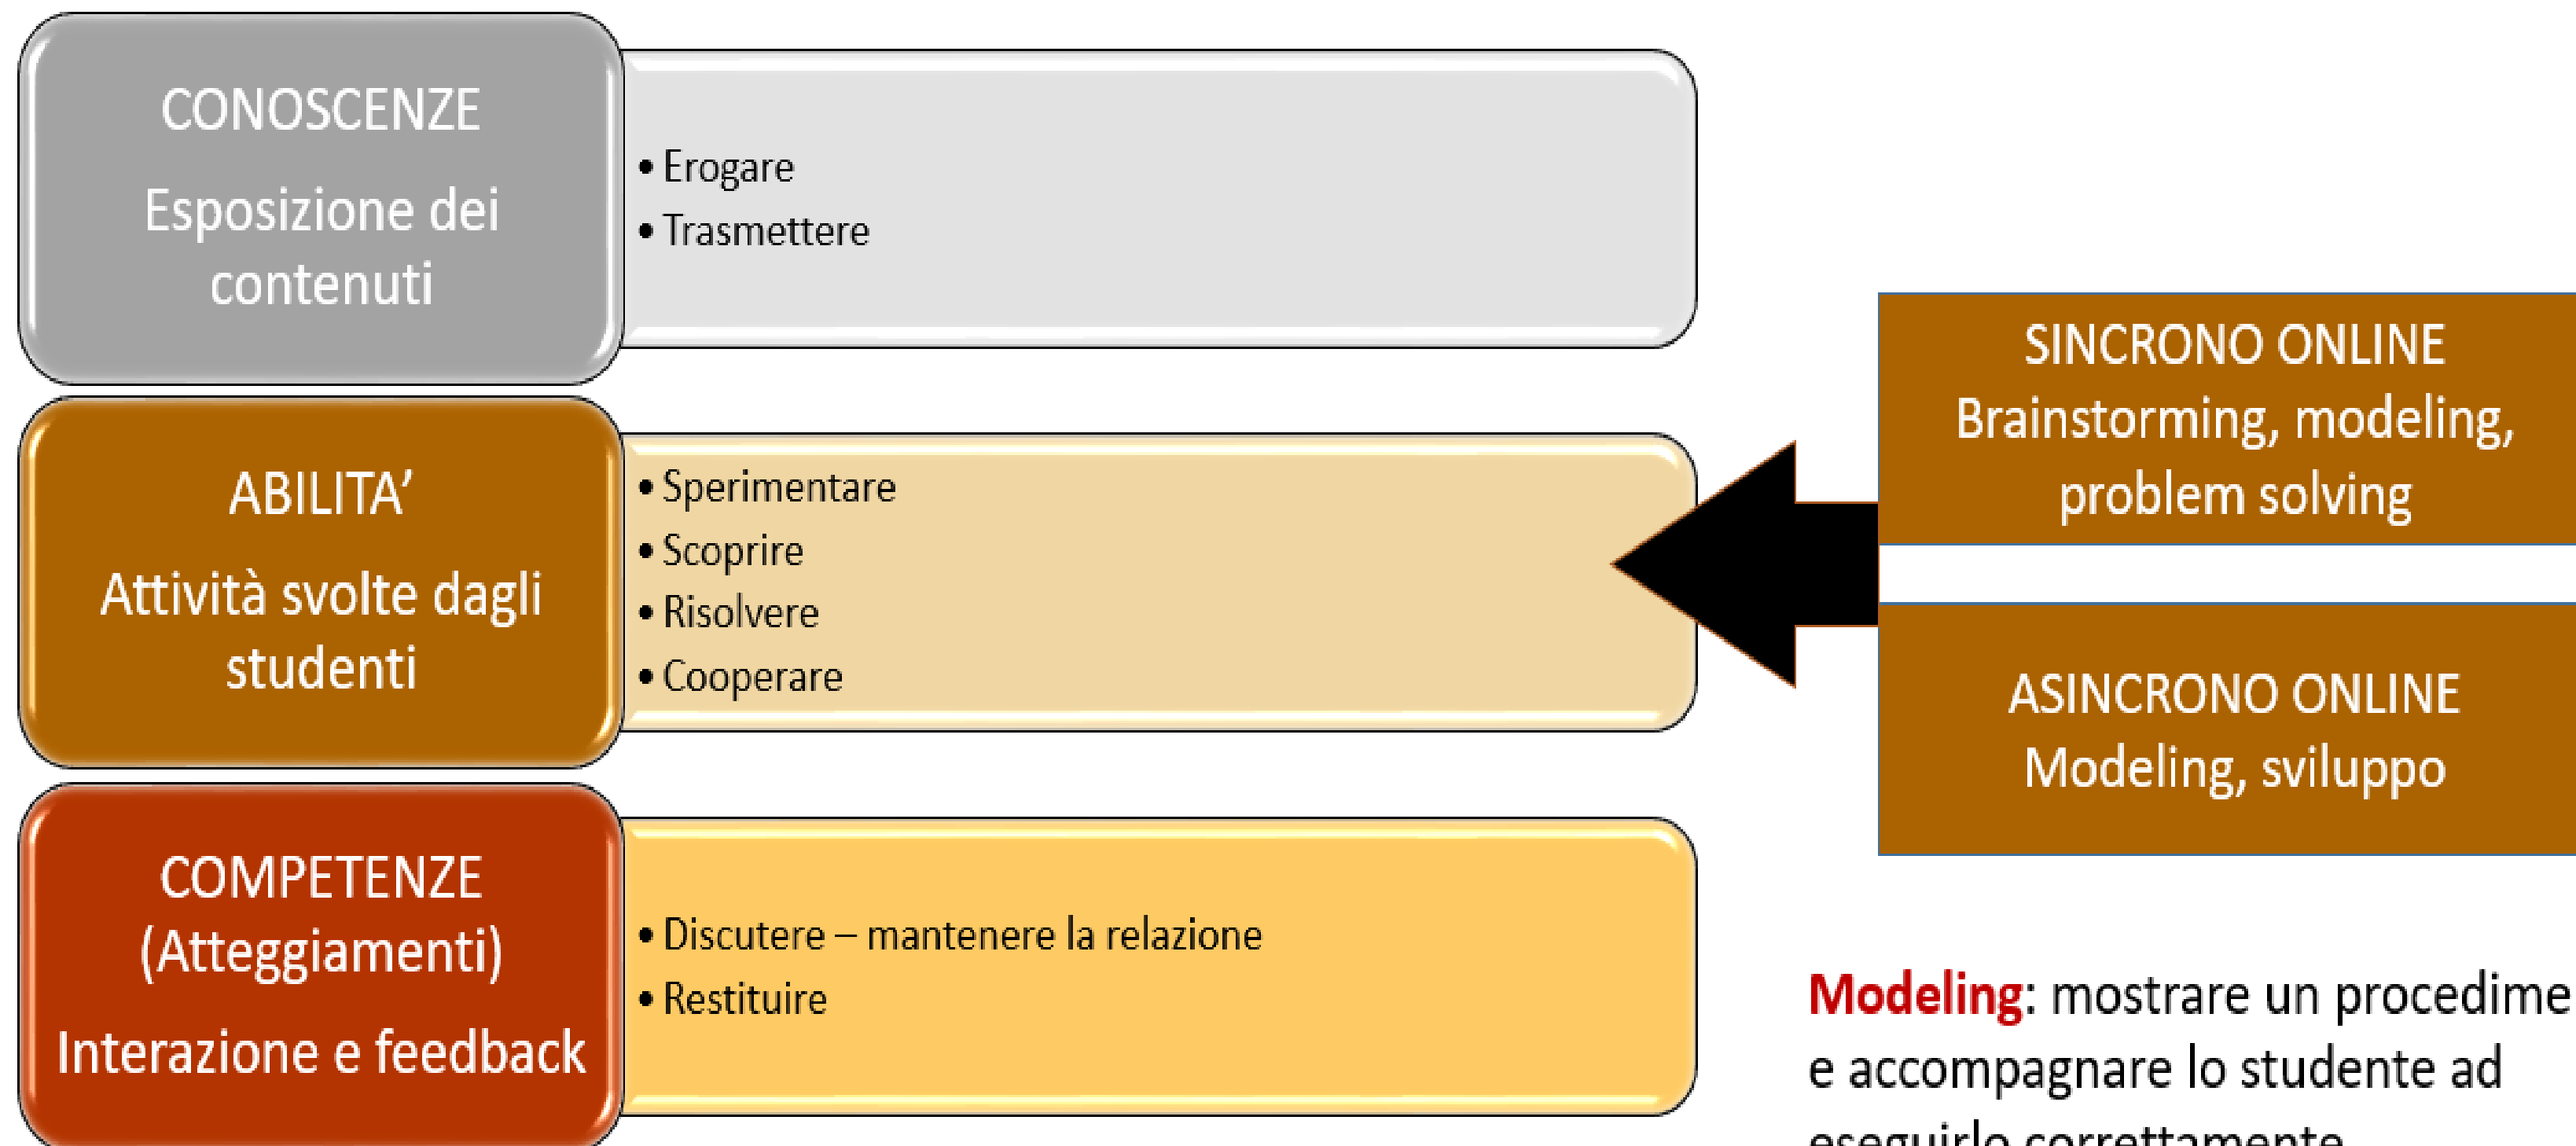 CONOSCENZE
Esposizione dei
contenuti
• Erogare
• Trasmettere
ABILITA’
Attività svolte dagli
studenti
• Sperimentare
• Scoprire
• Risolvere
• Cooperare
COMPETENZE
(Atteggiamenti)
Interazione e feedback
• Discutere – mantenere la relazione
• Restituire
SINCRONO ONLINE
Brainstorming, modeling,
problem solving
ASINCRONO ONLINE
Modeling, sviluppo
Modeling: mostrare un procedime
e accompagnare lo studente ad
eseguirlo correttamente